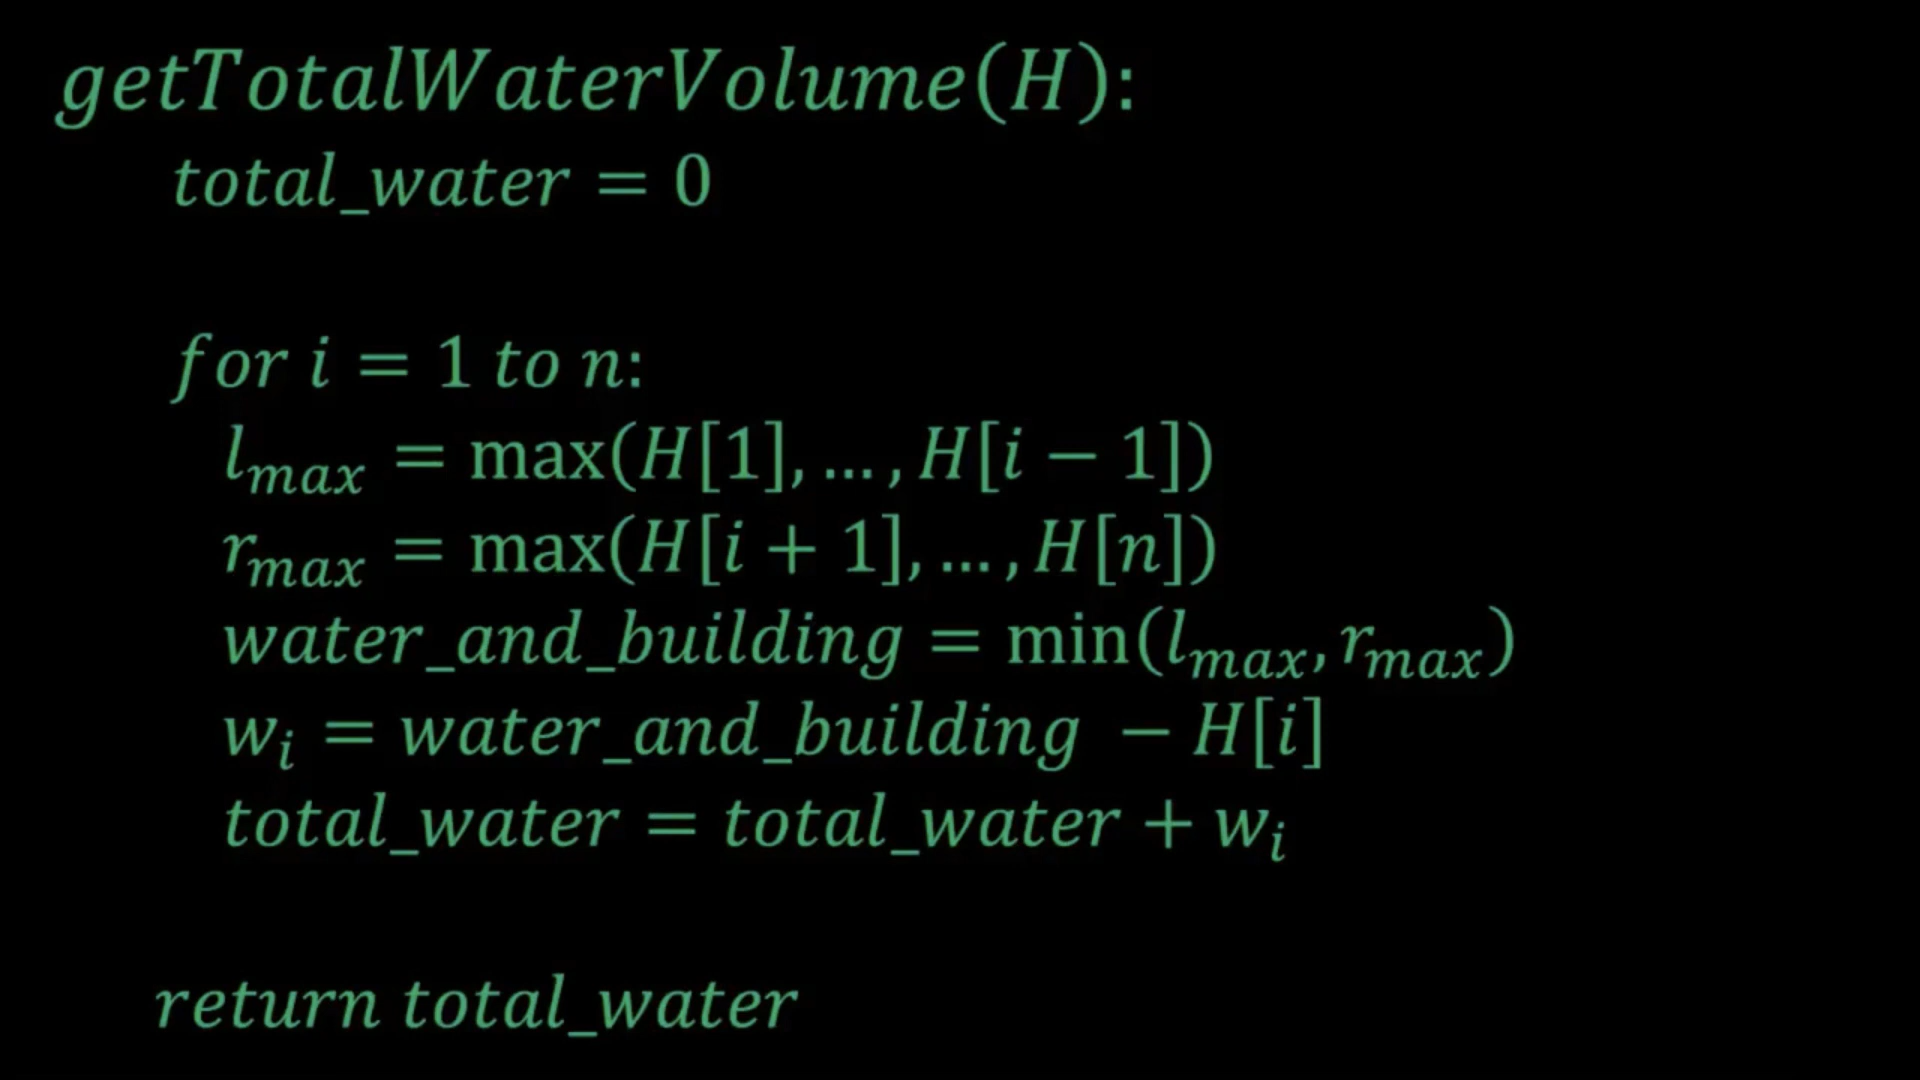 getTotalWaterVolume(H):
total_water = 0
for i = 1 to n:
l_max = max(H[1], … , H[i − 1])
r_max = max(H[i + 1], … , H[n])
water_and_building = min(l_max, r_max)
w_i = water_and_building − H[i]
total_water = total_water + w_i
return total_water